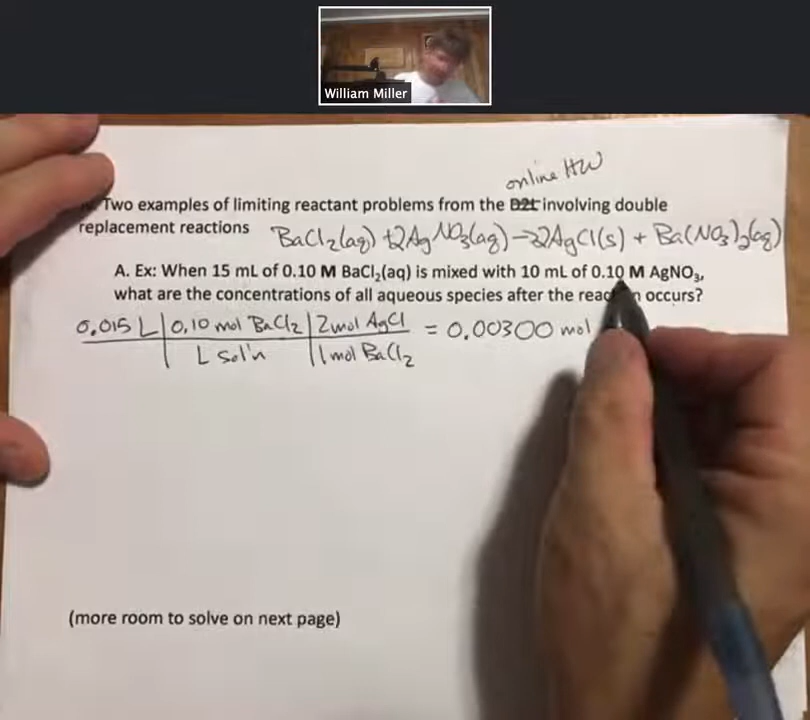 William Miller
online HW
Two examples of limiting reactant problems from the D2L involving double
replacement reactions BaCl₂(aq) + 2AgNO₃(aq) → 2AgCl(s) + Ba(NO₃)₂(aq)
A. Ex: When 15 mL of 0.10 M BaCl₂(aq) is mixed with 10 mL of 0.10 M AgNO₃,
what are the concentrations of all aqueous species after the reac n occurs?
0.015 L | 0.10 mol BaCl₂ | 2 mol AgCl = 0.00300 mol
L sol'n | 1 mol BaCl₂
(more room to solve on next page)